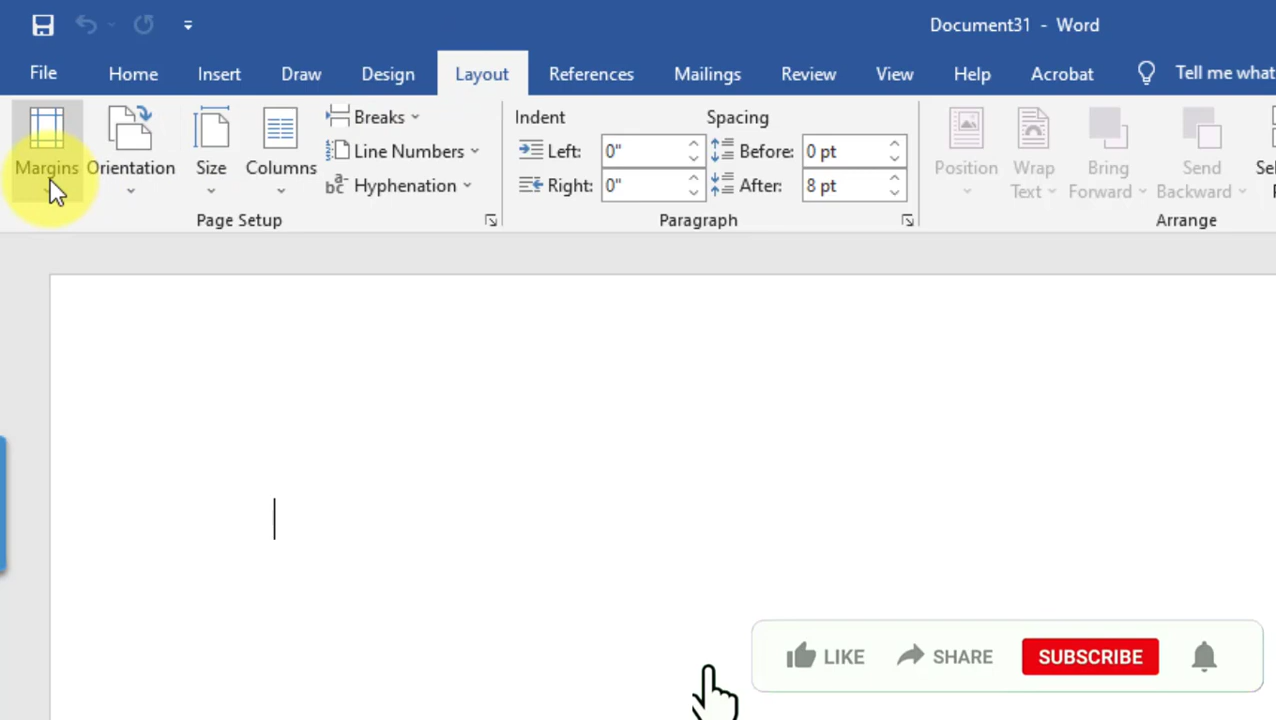 Document31 - Word
File Home Insert Draw Design Layout References Mailings Review View Help Acrobat Tell me what
Margins Orientation Size Columns
Breaks
Line Numbers
Hyphenation
Page Setup
Indent Spacing
Left: 0" Before: 0 pt
Right: 0" After: 8 pt
Paragraph
Position Wrap Text Bring Forward Send Backward
Arrange
LIKE SHARE SUBSCRIBE